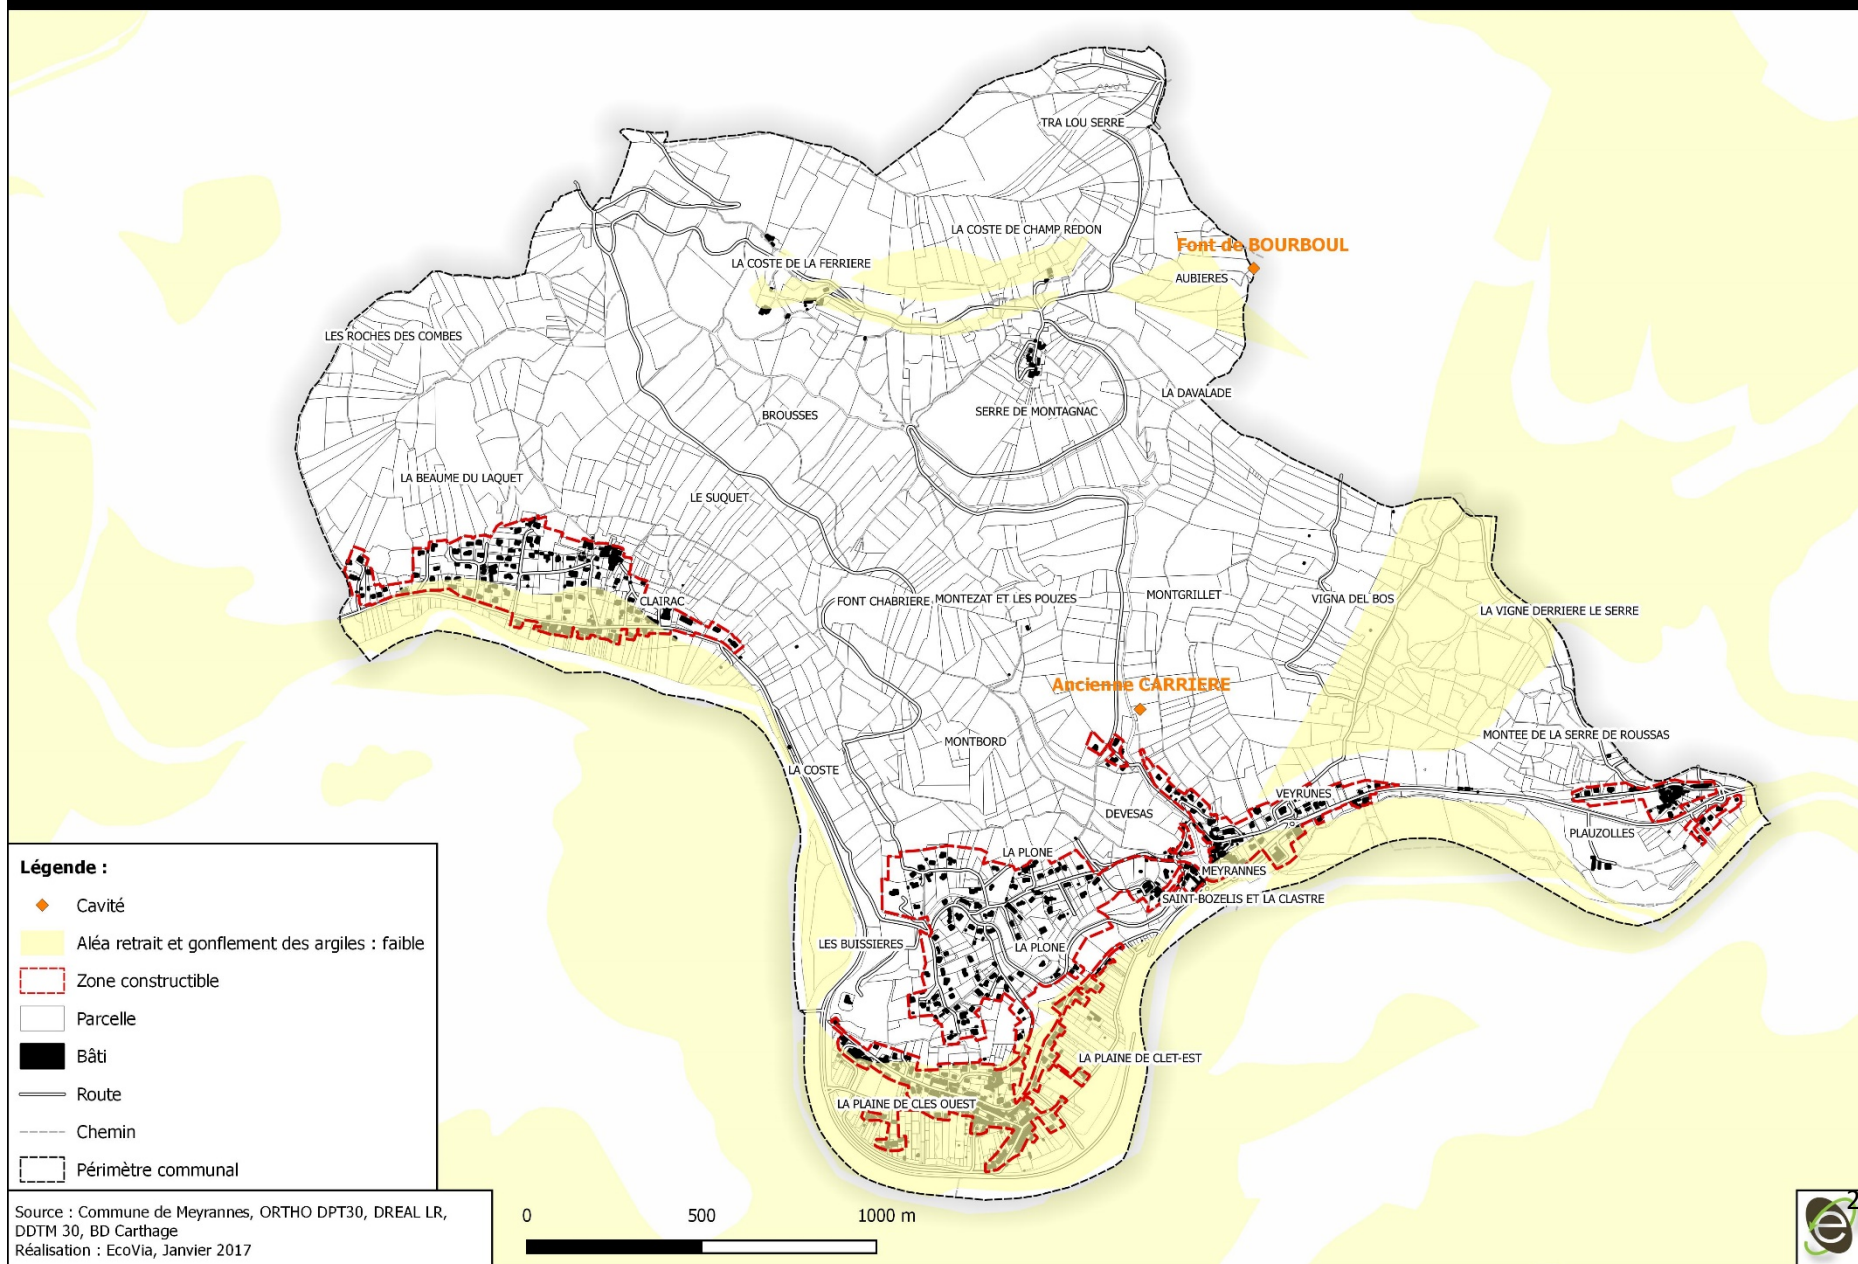 TRA LOU SERRE
LA COSTE DE CHAMP REDON
Font de BOURBOUL
LA COSTE DE LA FERRIERE
AUBIERES
LES ROCHES DES COMBES
LA DAVALADE
BROUSSES
SERRE DE MONTAGNAC
LA BEAUME DU LAQUET
LE SUQUET
CLAIRAC
FONT CHABRIERE
MONTEZAT ET LES POUZES
MONTGRILLET
VIGNA DEL BOS
LA VIGNE DERRIERE LE SERRE
Ancienne CARRIERE
MONTBORD
MONTEE DE LA SERRE DE ROUSSAS
LA COSTE
VEYRUNES
DEVESAS
PLAUZOLLES
LA PLONE
MEYRANNES
SAINT-BOZELIS ET LA CLASTRE
LES BUISSIERES
LA PLONE
LA PLAINE DE CLET-EST
LA PLAINE DE CLES OUEST
Légende :
Cavité
Aléa retrait et gonflement des argiles : faible
Zone constructible
Parcelle
Bâti
Route
Chemin
Périmètre communal
Source : Commune de Meyrannes, ORTHO DPT30, DREAL LR,
DDTM 30, BD Carthage
Réalisation : EcoVia, Janvier 2017
0 500 1000 m
e
2